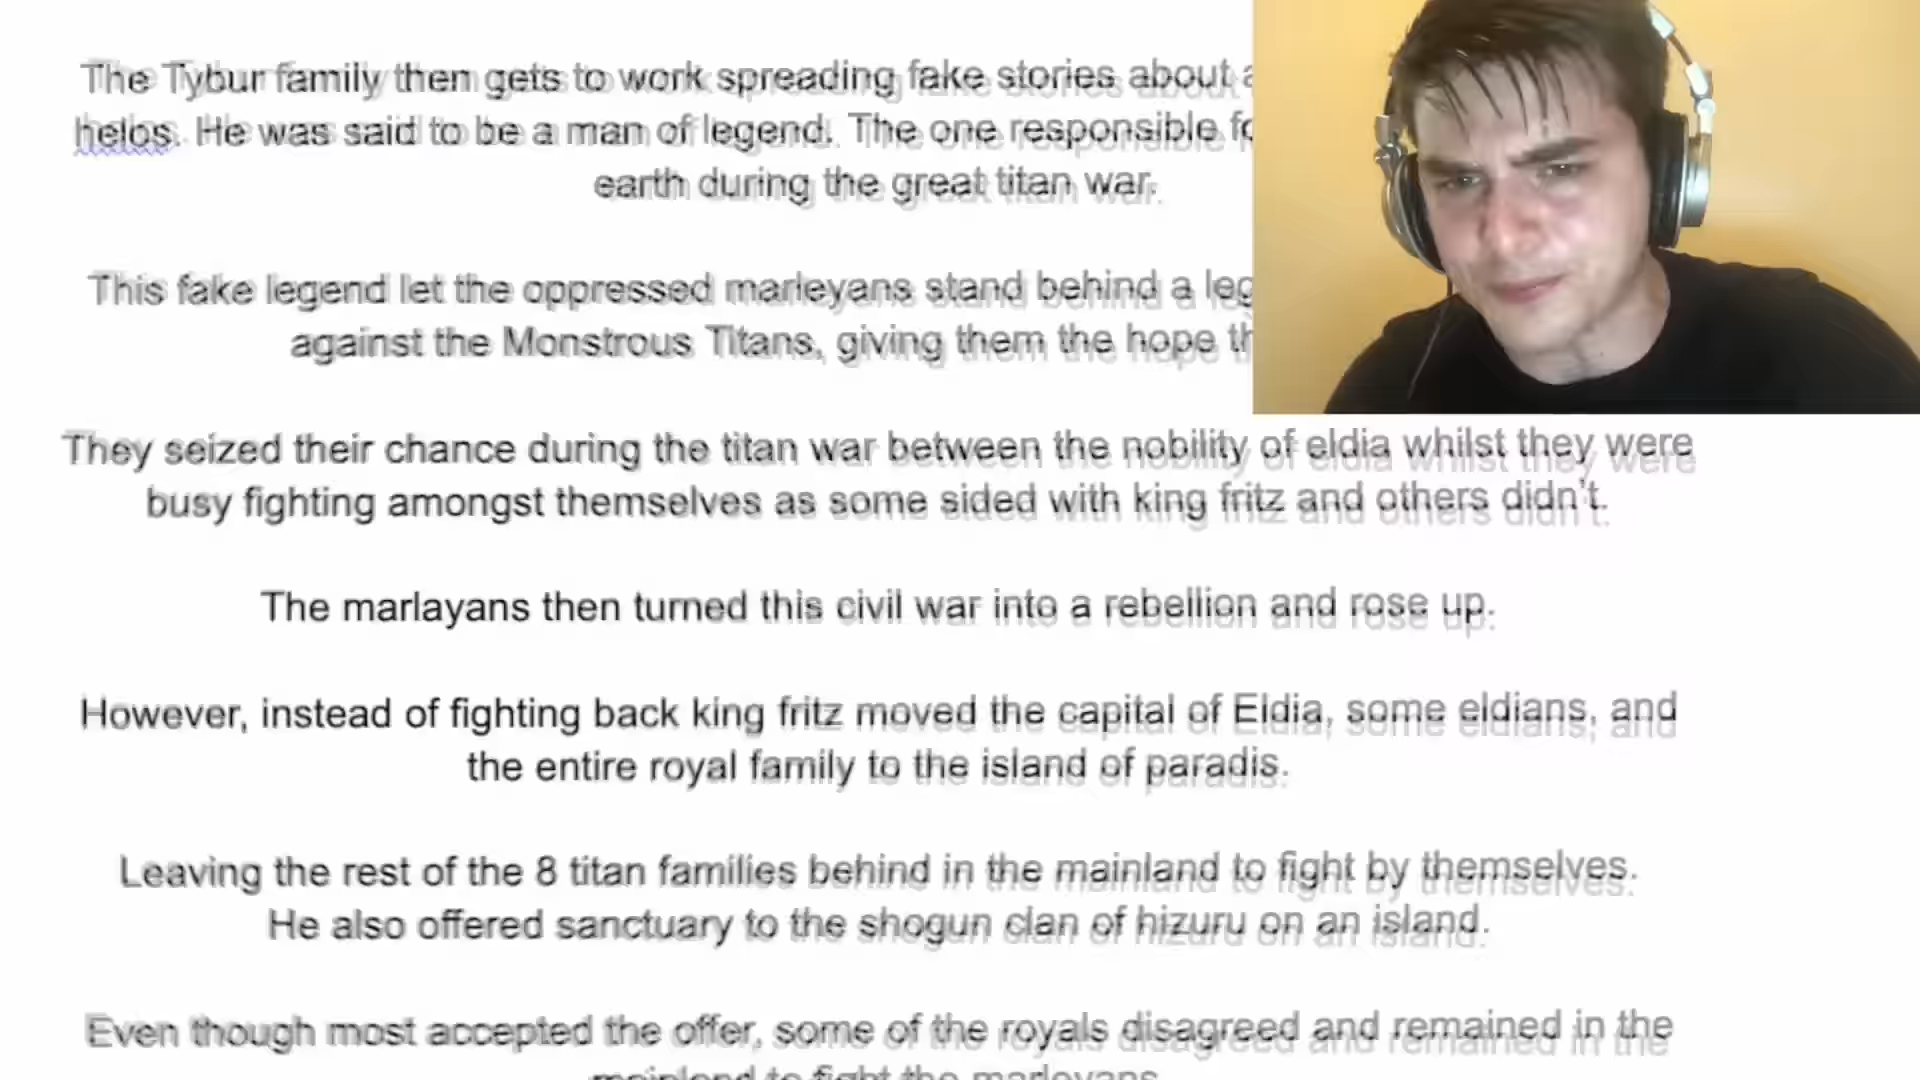 The Tybur family then gets to work spreading fake stories about
helos. He was said to be a man of legend. The one responsible
earth during the great titan war.
This fake legend let the oppressed marleyans stand behind a
against the Monstrous Titans, giving them the hope
They seized their chance during the titan war between the nobility of eldia whilst they were
busy fighting amongst themselves as some sided with king fritz and others didn't.
The marlayans then turned this civil war into a rebellion and rose up.
However, instead of fighting back king fritz moved the capital of Eldia, some eldians, and
the entire royal family to the island of paradis.
Leaving the rest of the 8 titan families behind in the mainland to fight by themselves.
He also offered sanctuary to the shogun clan of hizuru on an island.
Even though most accepted the offer, some of the royals disagreed and remained in the
mainland to fight the marleyans.